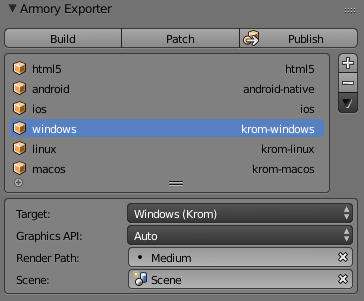 Armory Exporter
Build Patch Publish
html5 html5
android android-native
ios ios
windows krom-windows
linux krom-linux
macos krom-macos
Target: Windows (Krom)
Graphics API: Auto
Render Path: Medium
Scene: Scene